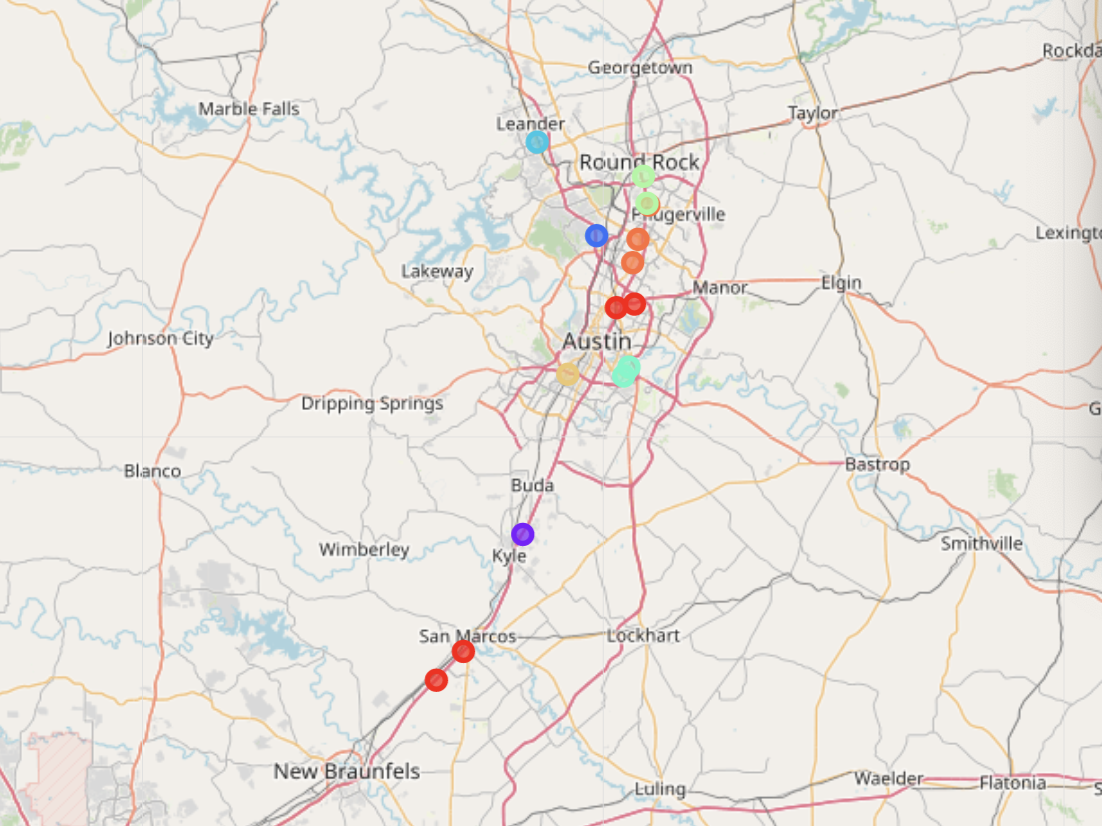 Rockda
Georgetown
Marble Falls
Taylor
Leander
Round Rock
Pflugerville
Lexingto
Lakeway
Manor
Elgin
Johnson City
Austin
Dripping Springs
G
Blanco
Bastrop
Buda
Wimberley
Kyle
Smithville
San Marcos
Lockhart
New Braunfels
Luling
Waelder
Flatonia
S